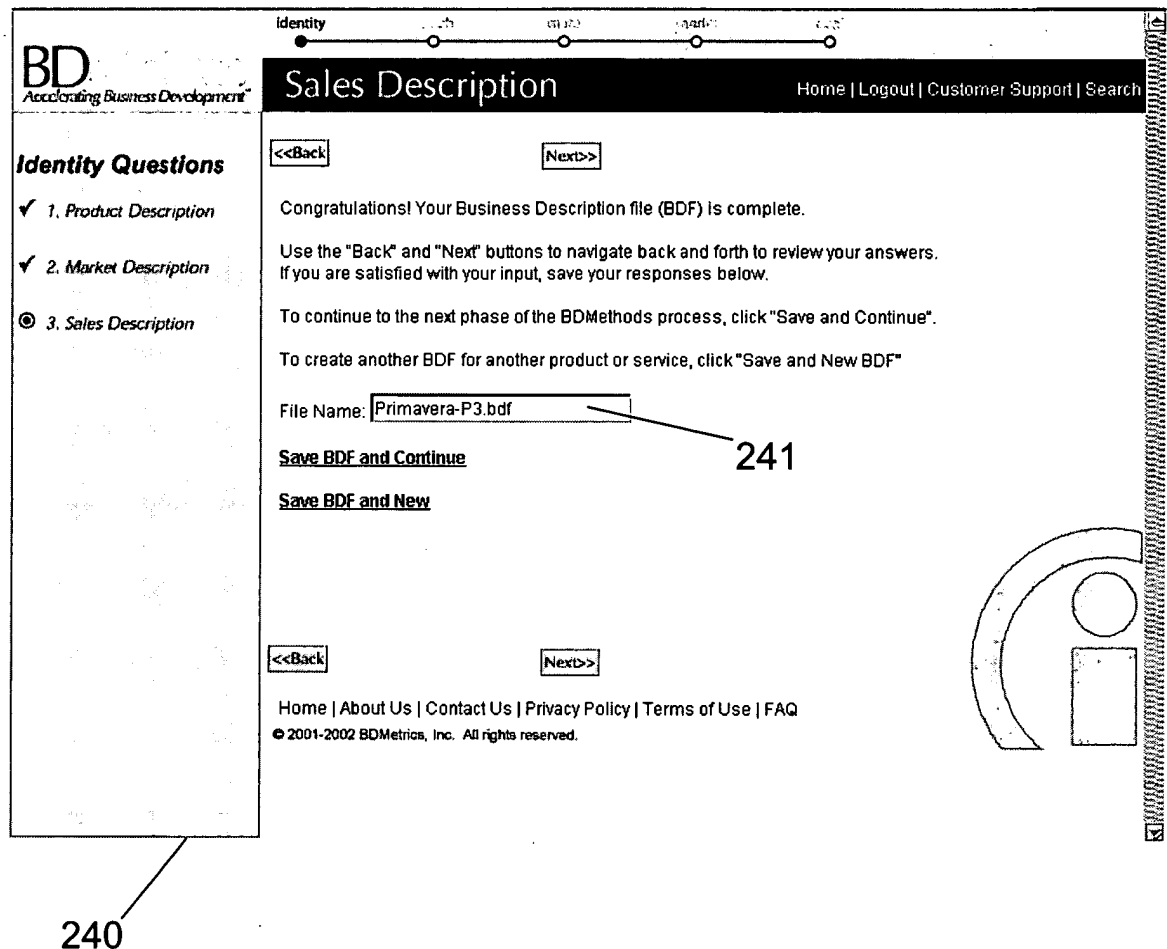 identity
BD
Accelerating Business Development
Sales Description
Home | Logout | Customer Support | Search
Identity Questions
✓ 1. Product Description
✓ 2. Market Description
3. Sales Description
<<Back Next>>
Congratulations! Your Business Description file (BDF) is complete.
Use the "Back" and "Next" buttons to navigate back and forth to review your answers.
If you are satisfied with your input, save your responses below.
To continue to the next phase of the BDMethods process, click "Save and Continue".
To create another BDF for another product or service, click "Save and New BDF"
File Name: Primavera-P3.bdf
241
Save BDF and Continue
Save BDF and New
<<Back Next>>
Home | About Us | Contact Us | Privacy Policy | Terms of Use | FAQ
© 2001-2002 BDMetrics, Inc. All rights reserved.
240